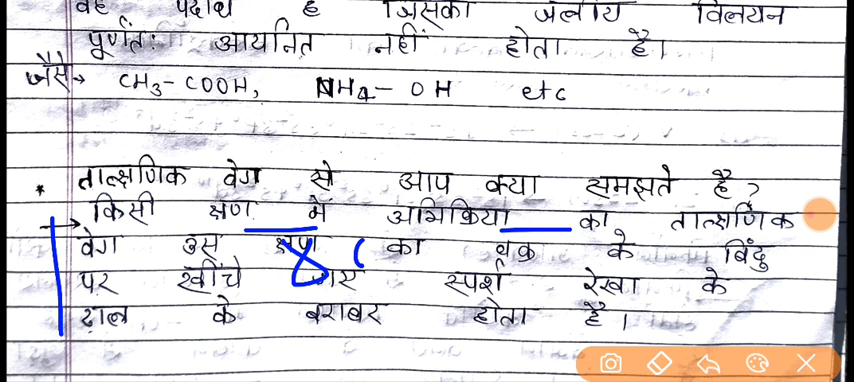 वह पदार्थ है जिसका जलीय विलयन
पूर्णतः आयनित नहीं होता है।
जैसे→ CH3-COOH, NH4-OH etc
* तात्क्षणिक वेग से आप क्या समझते है?
→ किसी क्षण में अभिक्रिया का तात्क्षणिक
वेग उस क्षण का वक्र के बिंदु
पर खींचे गए स्पर्श रेखा के
ढाल के बराबर होता है।